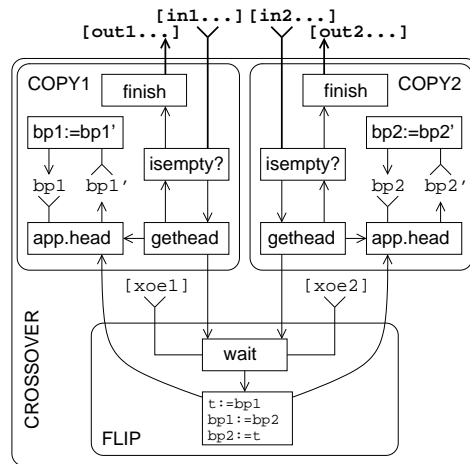 [in1...] [in2...]
[out1...] [out2...]
COPY1 COPY2
finish finish
bp1:=bp1' bp2:=bp2'
isempty? isempty?
bp1 bp1' bp2 bp2'
app.head gethead gethead app.head
[xoe1] [xoe2]
CROSSOVER
wait
t:=bp1
bp1:=bp2
bp2:=t
FLIP